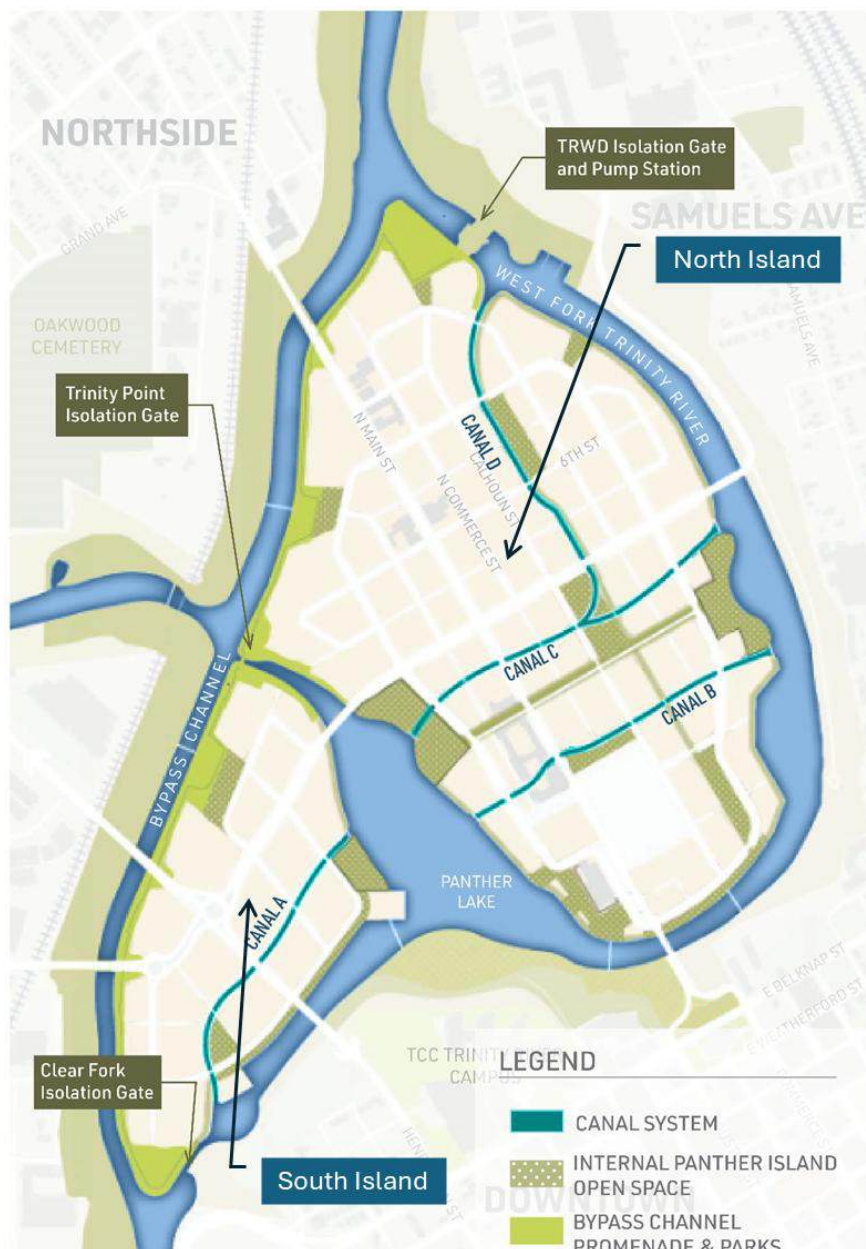 NORTHSIDE
TRWD Isolation Gate
and Pump Station
GRAND AVE
SAMUELS AVE
North Island
WEST FORK TRINITY RIVER
SAMUELS AVE
OAKWOOD
CEMETERY
Trinity Point
Isolation Gate
N MAIN ST
CANAL D
6TH ST
CALHOUN ST
N COMMERCE ST
CANAL C
CANAL B
BYPASS CHANNEL
PANTHER
LAKE
CANAL A
E BELKNAP ST
E WEATHERFORD ST
Clear Fork
Isolation Gate
TCC TRINITY RIVER
CAMPUS
LEGEND
CANAL SYSTEM
South Island
INTERNAL PANTHER ISLAND
OPEN SPACE
DOWNTOWN
BYPASS CHANNEL
PROMENADE & PARKS